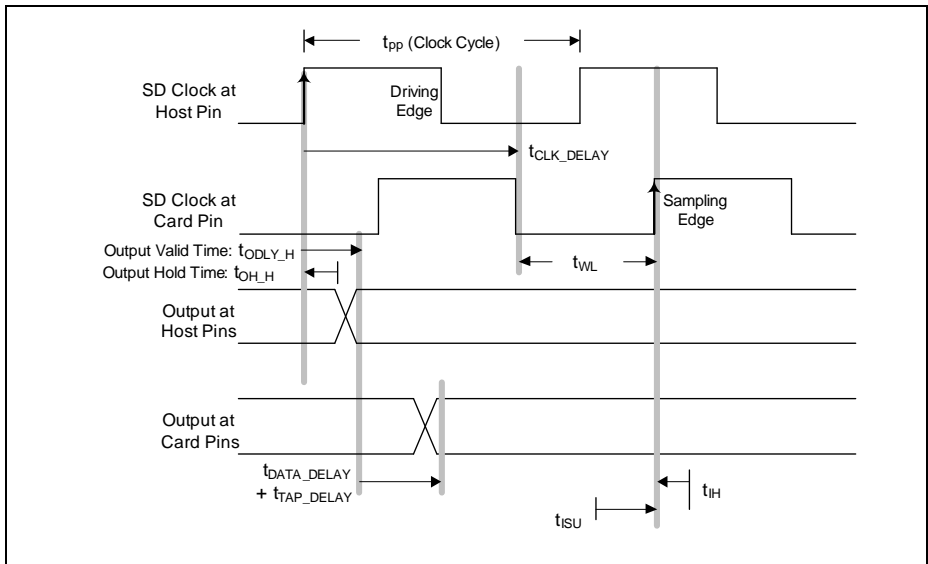 tpp (Clock Cycle)
SD Clock at
Host Pin
Driving
Edge
tCLK_DELAY
SD Clock at
Card Pin
Sampling
Edge
Output Valid Time: tODLY_H
Output Hold Time: tOH_H
tWL
Output at
Host Pins
Output at
Card Pins
tDATA_DELAY
+ tTAP_DELAY
tIH
tISU